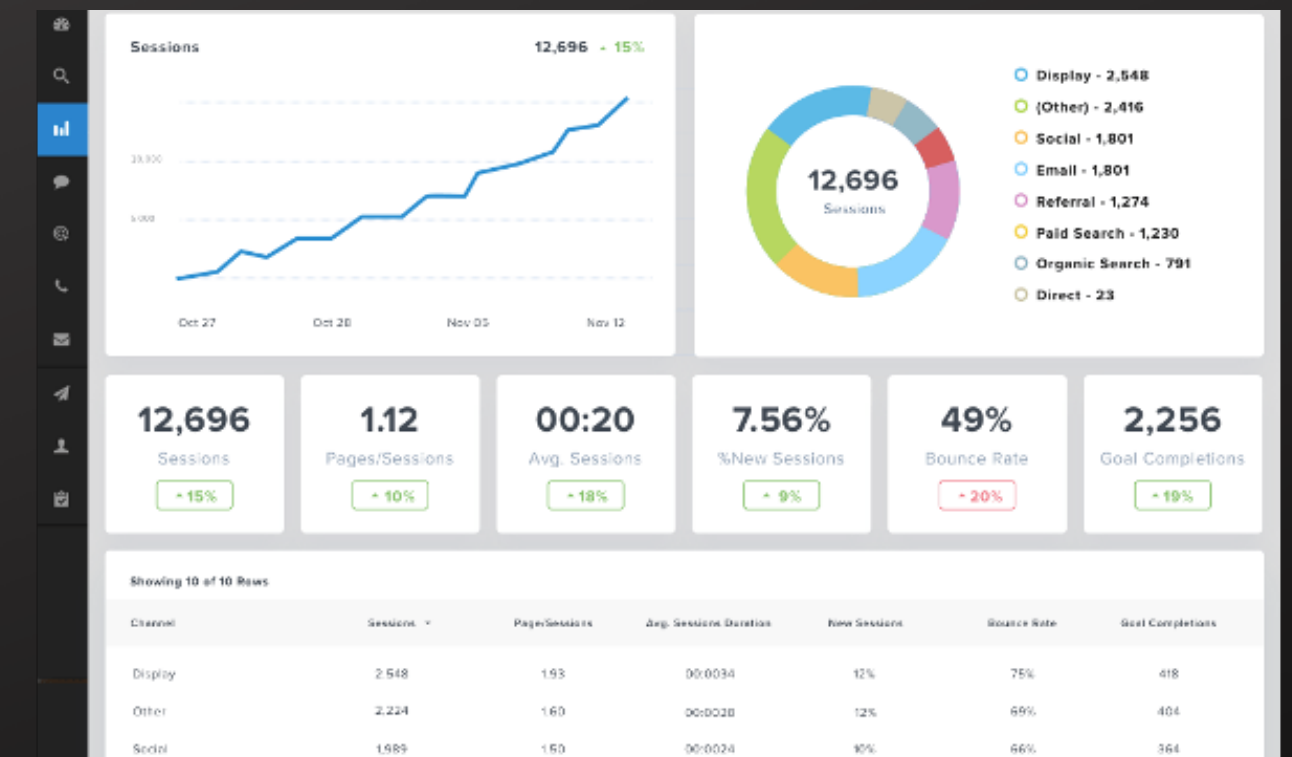 Sessions
12,696 - 15%
10,000
5 000
Oct 27
Oct 28
Nov 05
Nov 12
12,696
Sessions
Display - 2,548
(Other) - 2,416
Social - 1,801
Email - 1,801
Referral - 1,274
Paid Search - 1,230
Organic Search - 791
Direct - 23
12,696
Sessions
15%
1.12
Pages/Sessions
10%
00:20
Avg. Sessions
18%
7.56%
%New Sessions
9%
49%
Bounce Rate
20%
2,256
Goal Completions
19%
Showing 10 of 10 Rows
Channel Sessions Page/Sessions Avg. Sessions Duration New Sessions Bounce Rate Goal Completions
Display 2 548 1.93 00:0034 12% 75% 418
Other 2,224 1.60 00:0028 12% 69% 404
Social 1,989 1.50 00:0024 10% 66% 364